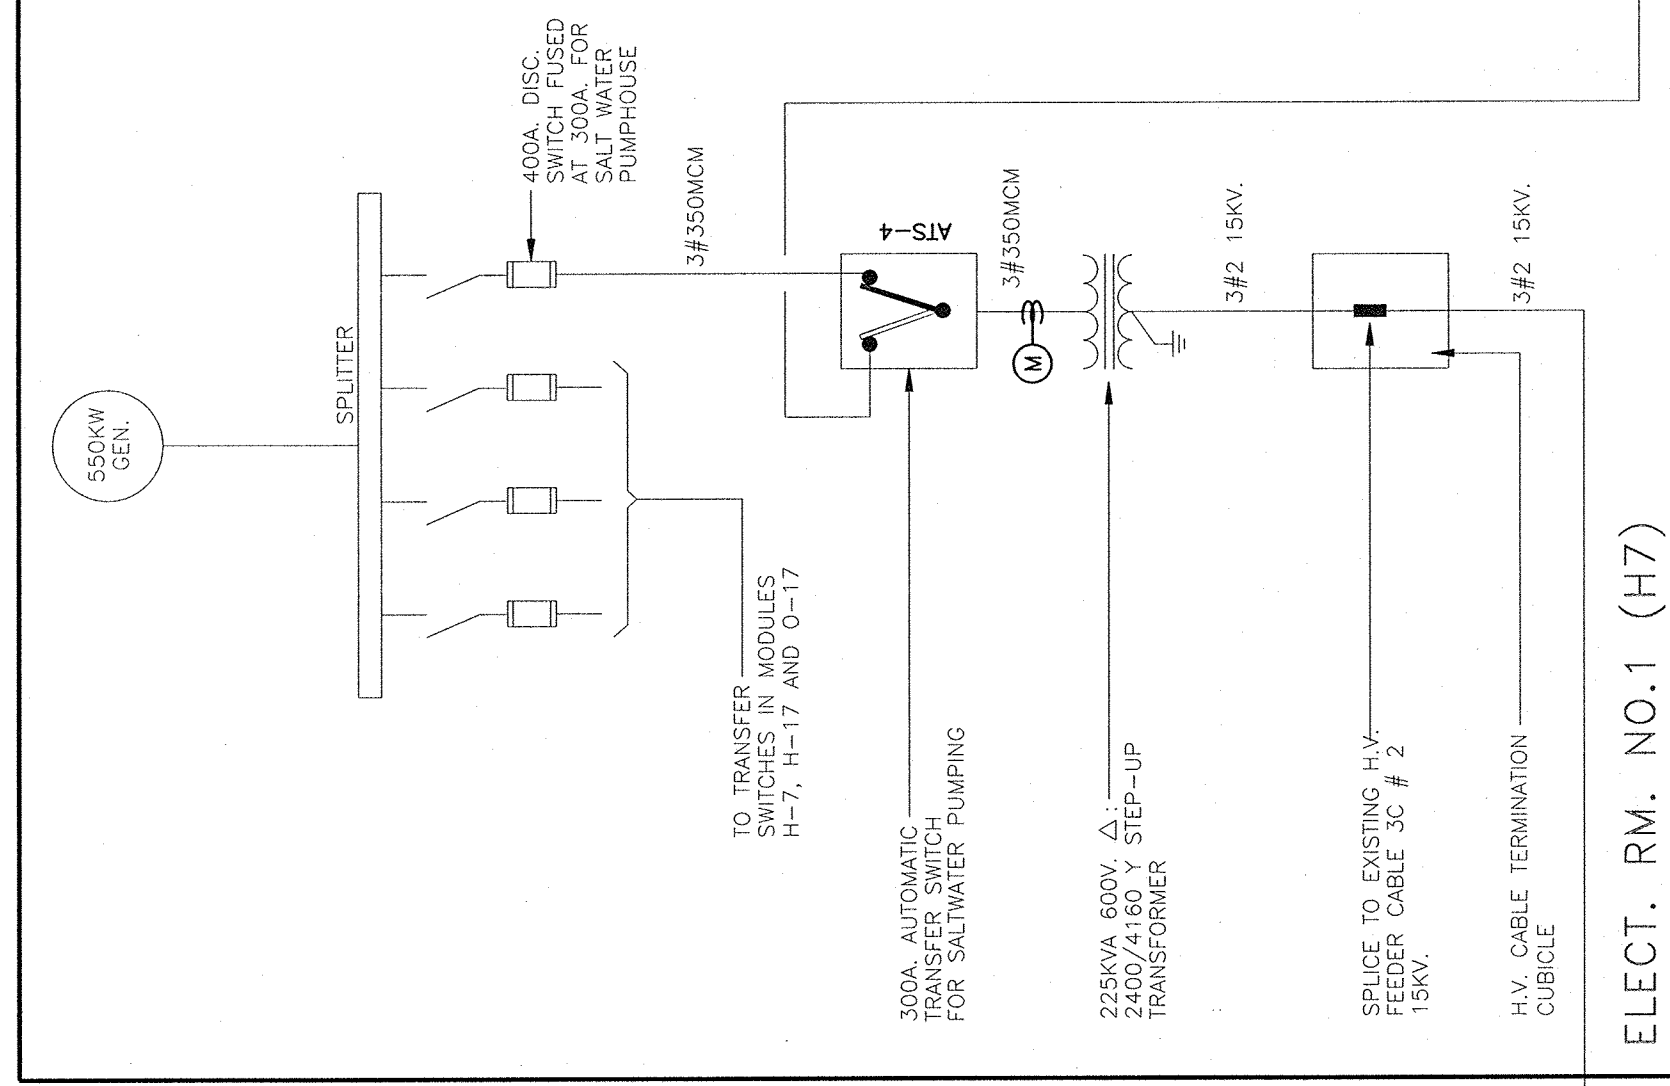 550KW
GEN.
SPLITTER
400A. DISC.
SWITCH FUSED
AT 300A. FOR
SALT WATER
PUMPHOUSE
3#350MCM
TO TRANSFER
SWITCHES IN MODULES
H-7, H-17 AND O-17
ATS-4
300A. AUTOMATIC
TRANSFER SWITCH
FOR SALTWATER PUMPING
3#350MCM
M
225KVA 600V. △:
2400/4160 Y STEP-UP
TRANSFORMER
3#2 15KV.
SPLICE TO EXISTING H.V.
FEEDER CABLE 3C # 2
15KV.
3#2 15KV.
H.V. CABLE TERMINATION
CUBICLE
ELECT. RM. NO.1 (H7)